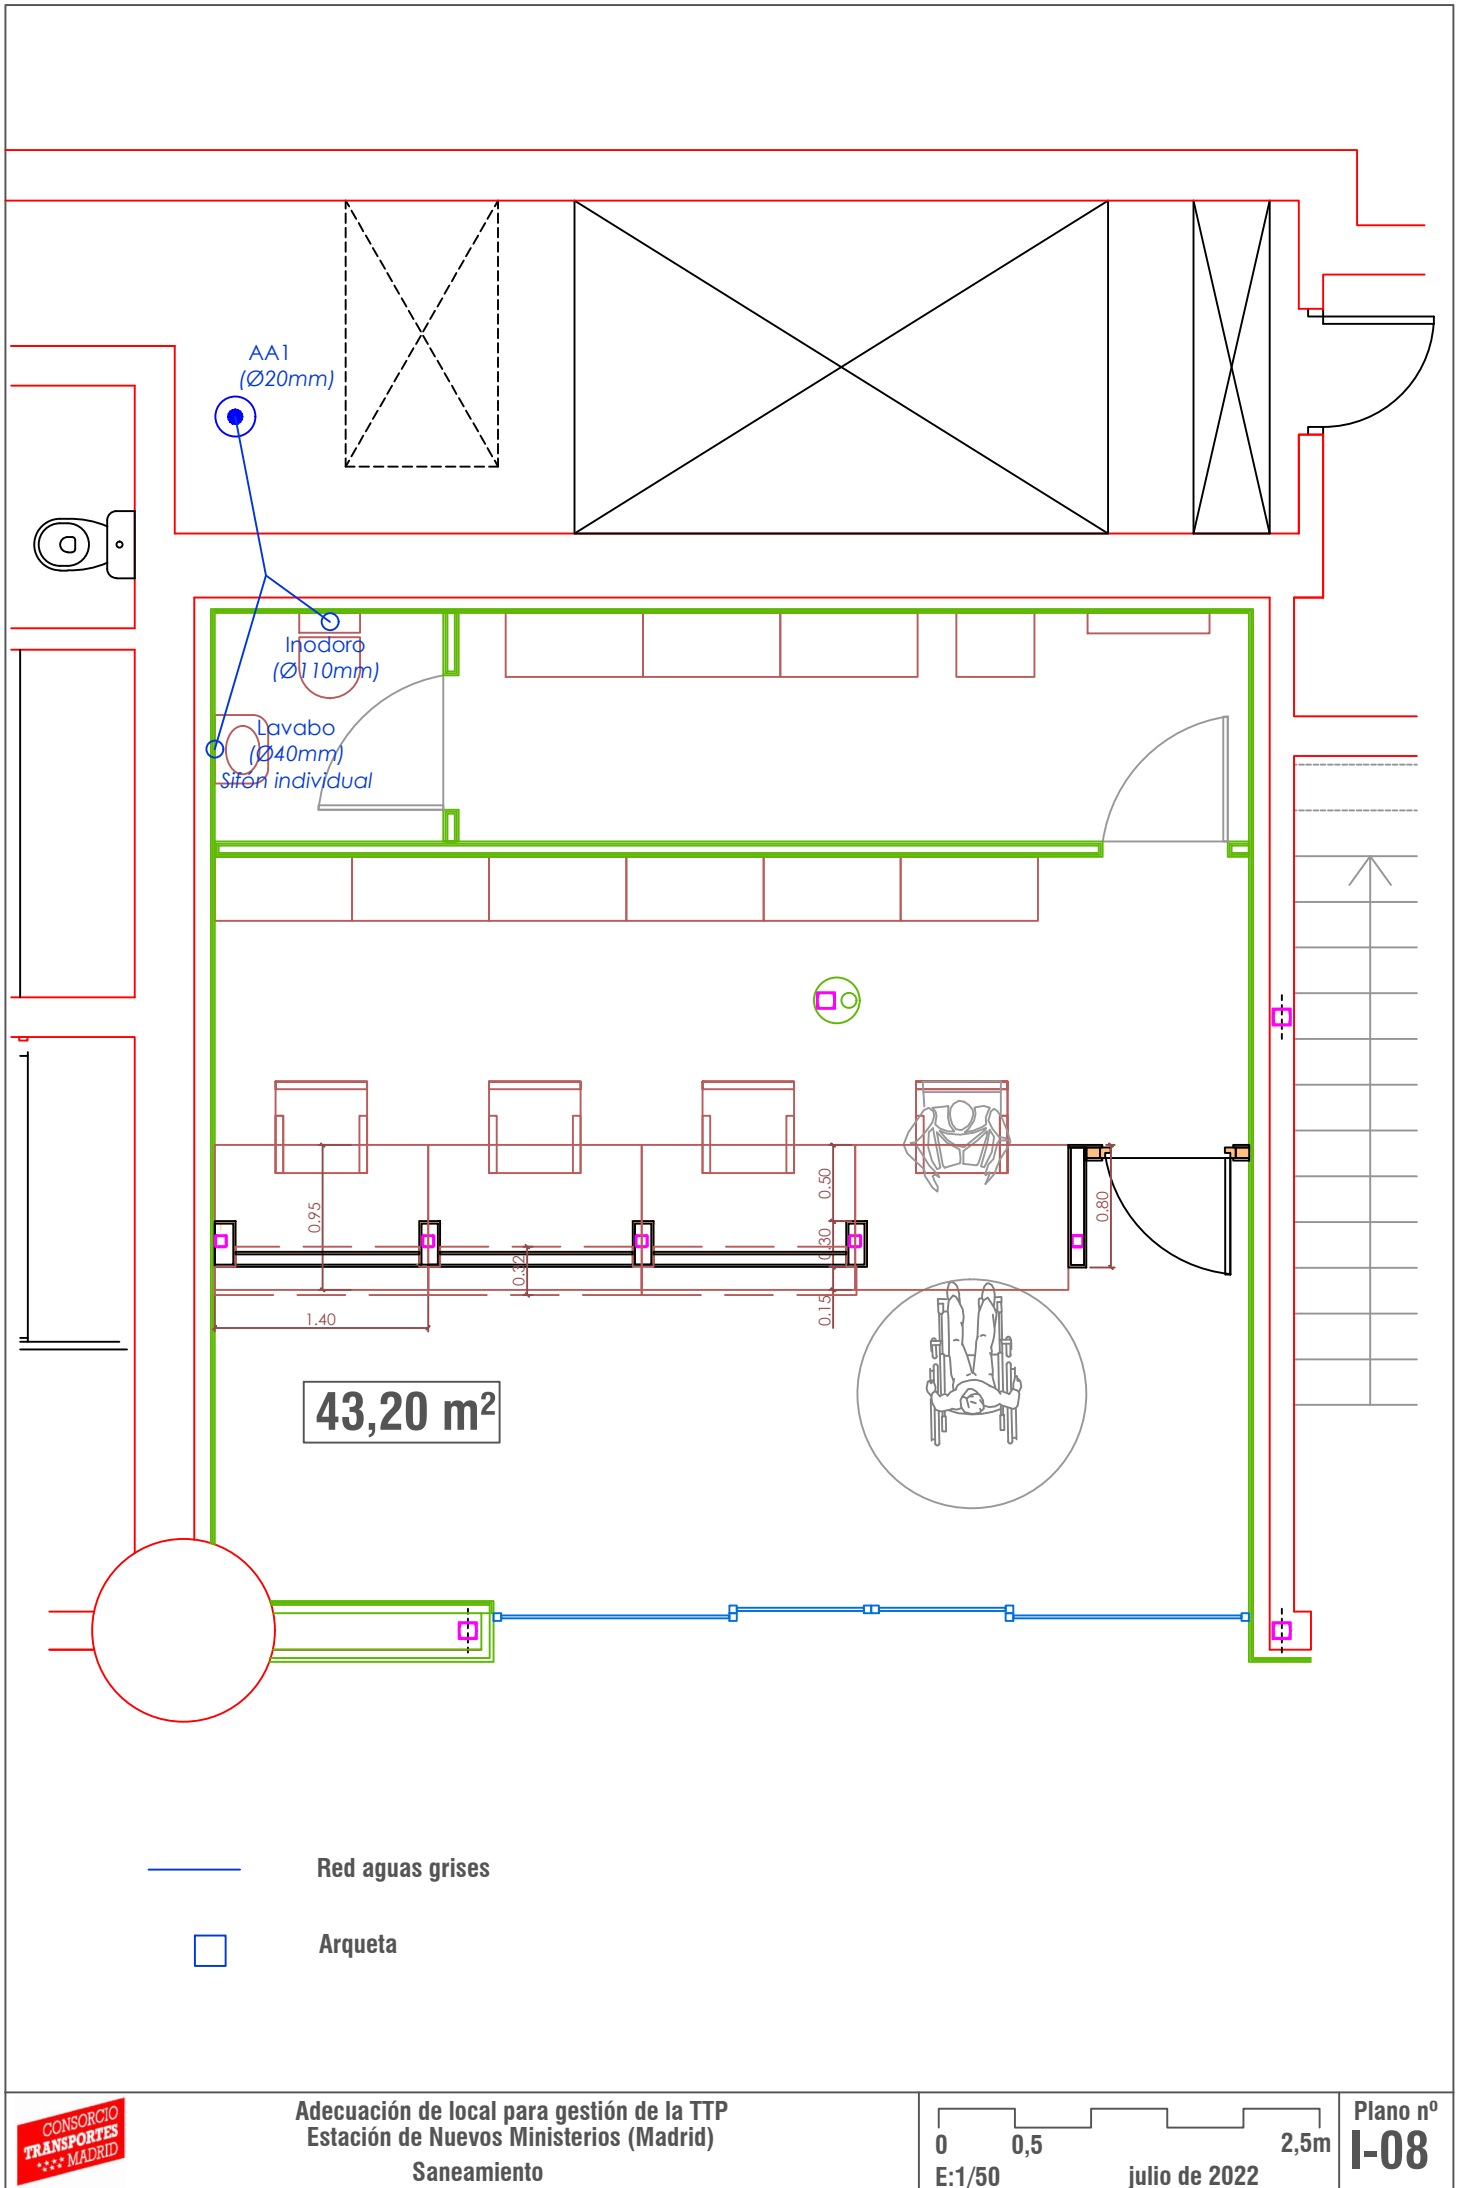 AA1
(Ø20mm)
Inodoro
(Ø110mm)
Lavabo
(Ø40mm)
Sifón individual
0.95
0.50
0.30
0.80
0.32
0.15
1.40
43,20 m²
Red aguas grises
Arqueta
CONSORCIO
TRANSPORTES
MADRID
Adecuación de local para gestión de la TTP
Estación de Nuevos Ministerios (Madrid)
Saneamiento
0 0,5 2,5m
E:1/50 julio de 2022
Plano nº
I-08